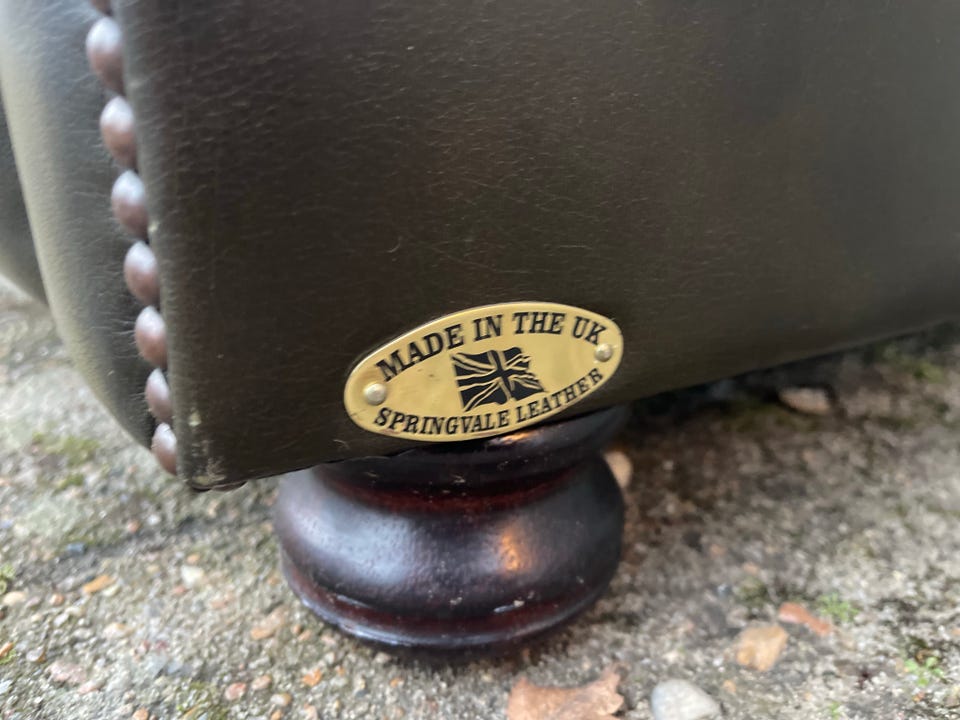 MADE IN THE UK
SPRINGVALE LEATHER